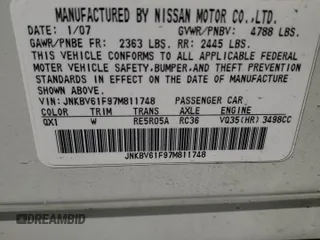 MANUFACTURED BY NISSAN MOTOR CO.,LTD.
DATE: 1/07 GVWR/PNBV: 4788 LBS.
GAWR/PNBE FR: 2363 LBS. RR: 2445 LBS.
THIS VEHICLE CONFORMS TO ALL APPLICABLE FEDERAL
MOTOR VEHICLE SAFETY,BUMPER,AND THEFT PREVENTION
STANDARDS IN EFFECT ON THE DATE OF MANUFACTURE
SHOWN ABOVE.
VIN: JNKBV61F97M811748 PASSENGER CAR
COLOR TRIM TRANS AXLE ENGINE
QX1 W RE5R05A RC36 VQ35(HR) 3498CC
JNKBV61F97M811748